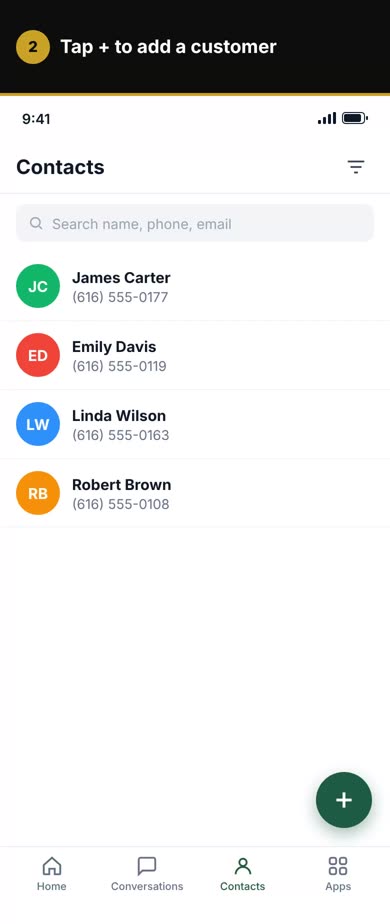 2 Tap + to add a customer
9:41
Contacts
Search name, phone, email
JC James Carter
(616) 555-0177
ED Emily Davis
(616) 555-0119
LW Linda Wilson
(616) 555-0163
RB Robert Brown
(616) 555-0108
+
Home Conversations Contacts Apps